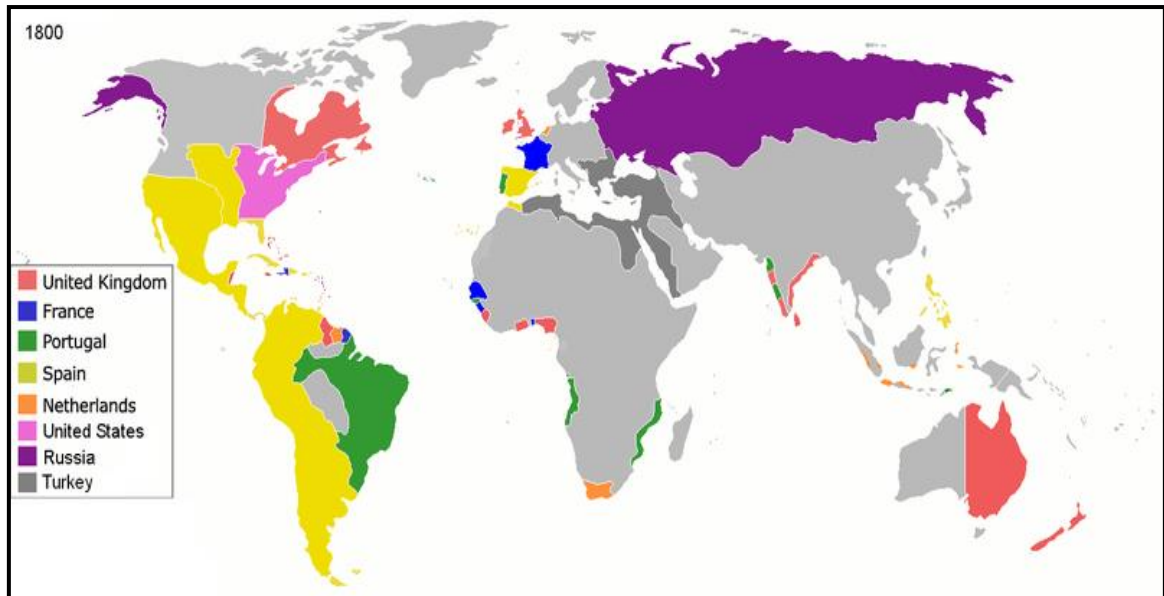 1800
United Kingdom
France
Portugal
Spain
Netherlands
United States
Russia
Turkey